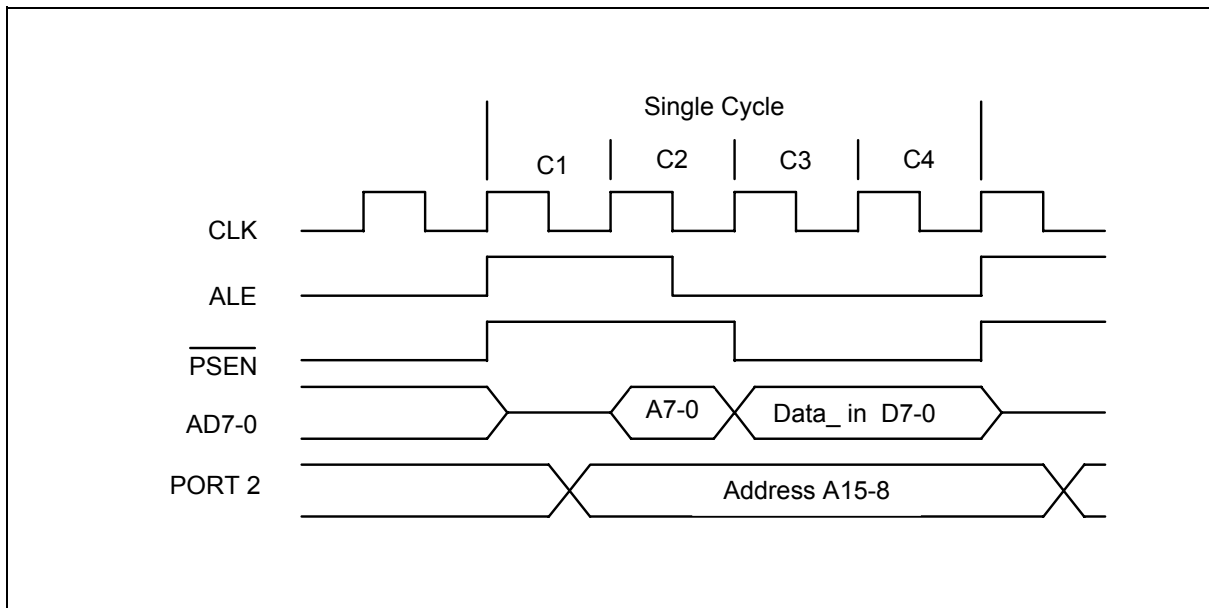 Single Cycle
C1 C2 C3 C4
CLK
ALE
PSEN
AD7-0 A7-0 Data_ in D7-0
PORT 2 Address A15-8